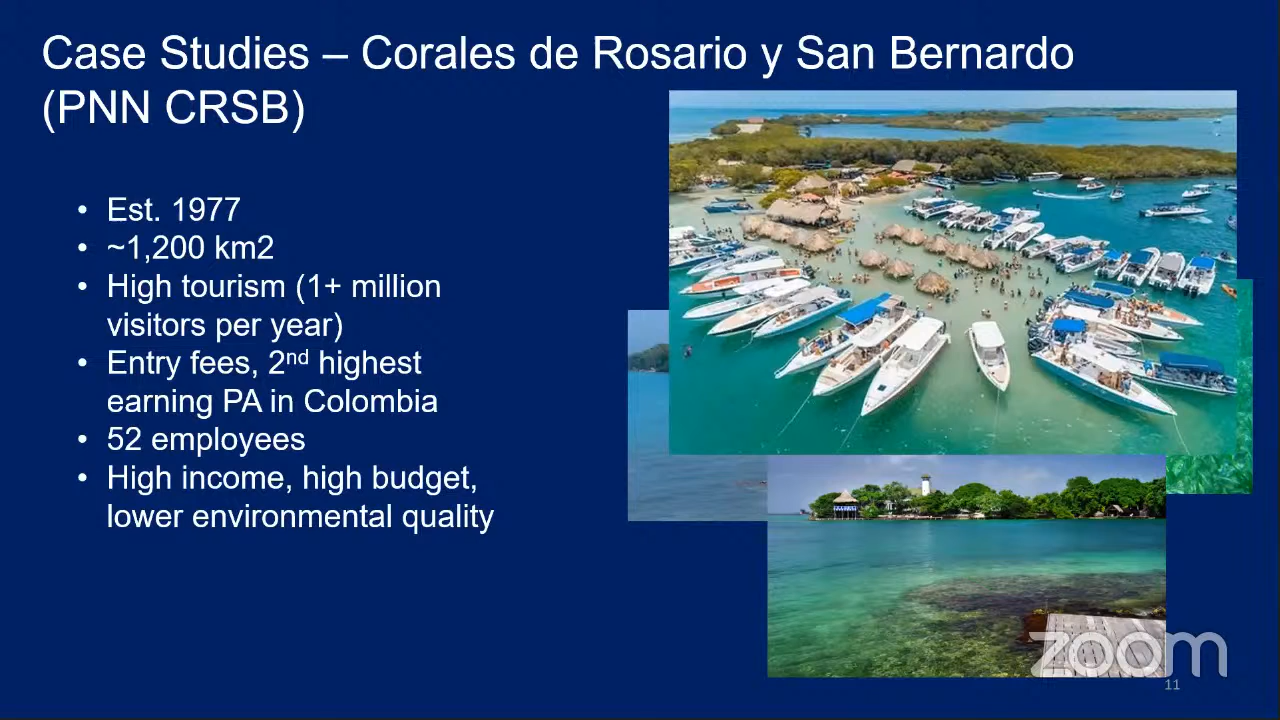 Case Studies – Corales de Rosario y San Bernardo
(PNN CRSB)
• Est. 1977
• ~1,200 km2
• High tourism (1+ million
visitors per year)
• Entry fees, 2nd highest
earning PA in Colombia
• 52 employees
• High income, high budget,
lower environmental quality
zoom
11